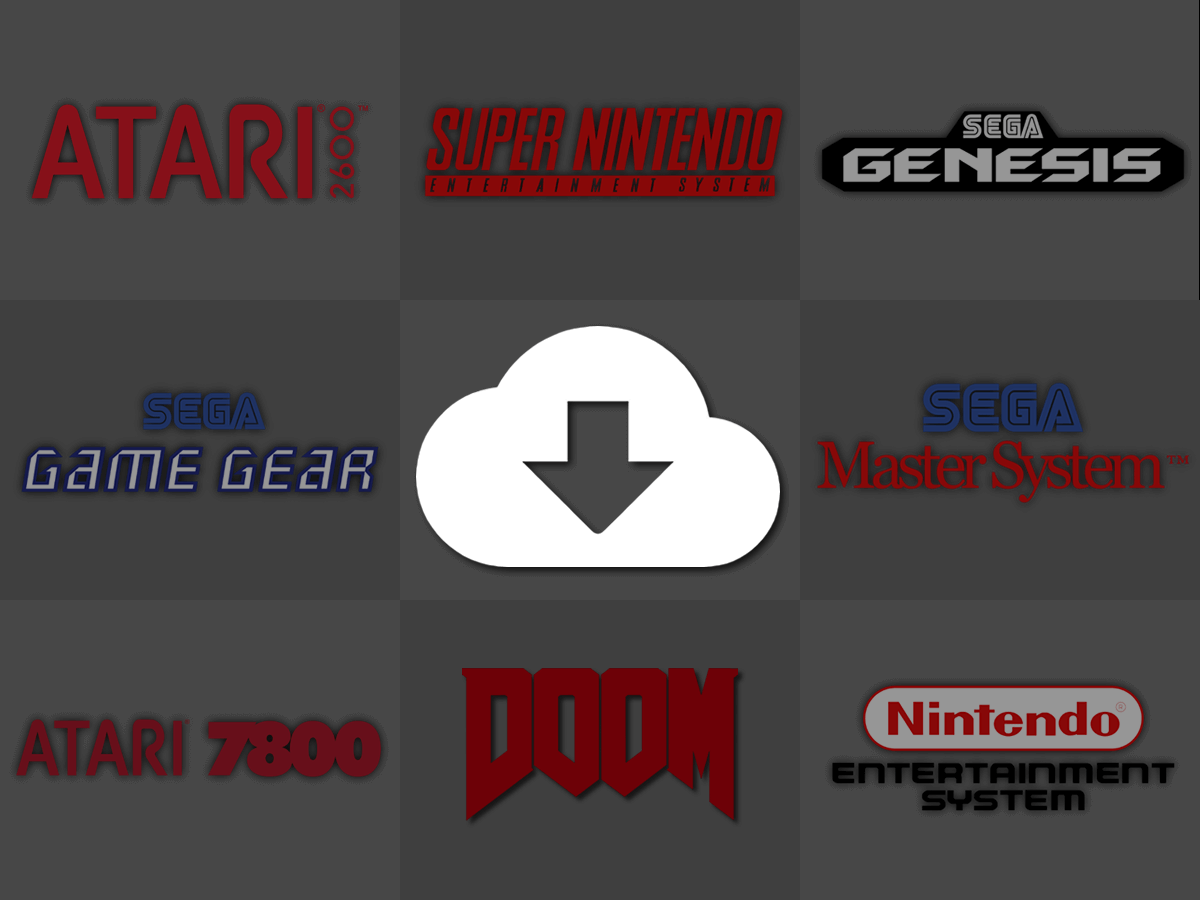 ATARI® 2600™
SUPER NINTENDO
ENTERTAINMENT SYSTEM
SEGA
GENESIS
SEGA
GAME GEAR
SEGA
Master System™
ATARI® 7800
DOOM
Nintendo®
ENTERTAINMENT
SYSTEM